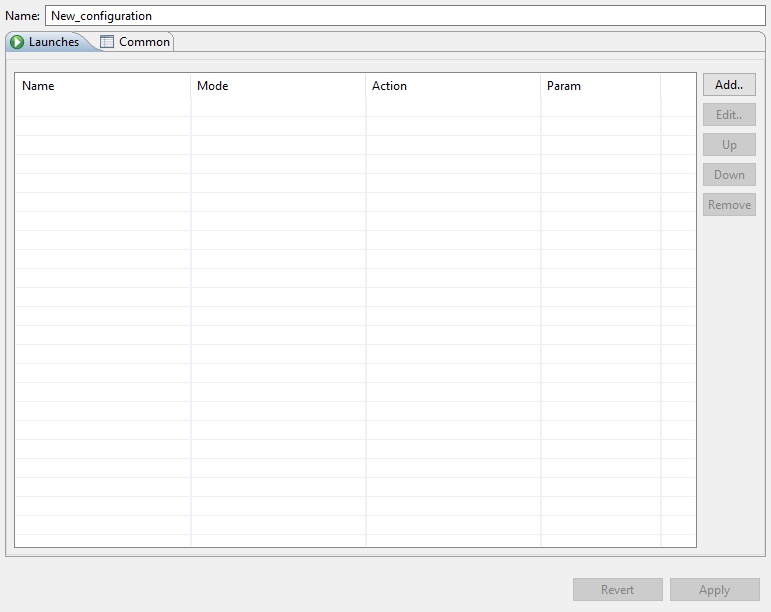 Name: New_configuration
Launches Common
Name Mode Action Param
Add..
Edit..
Up
Down
Remove
Revert Apply